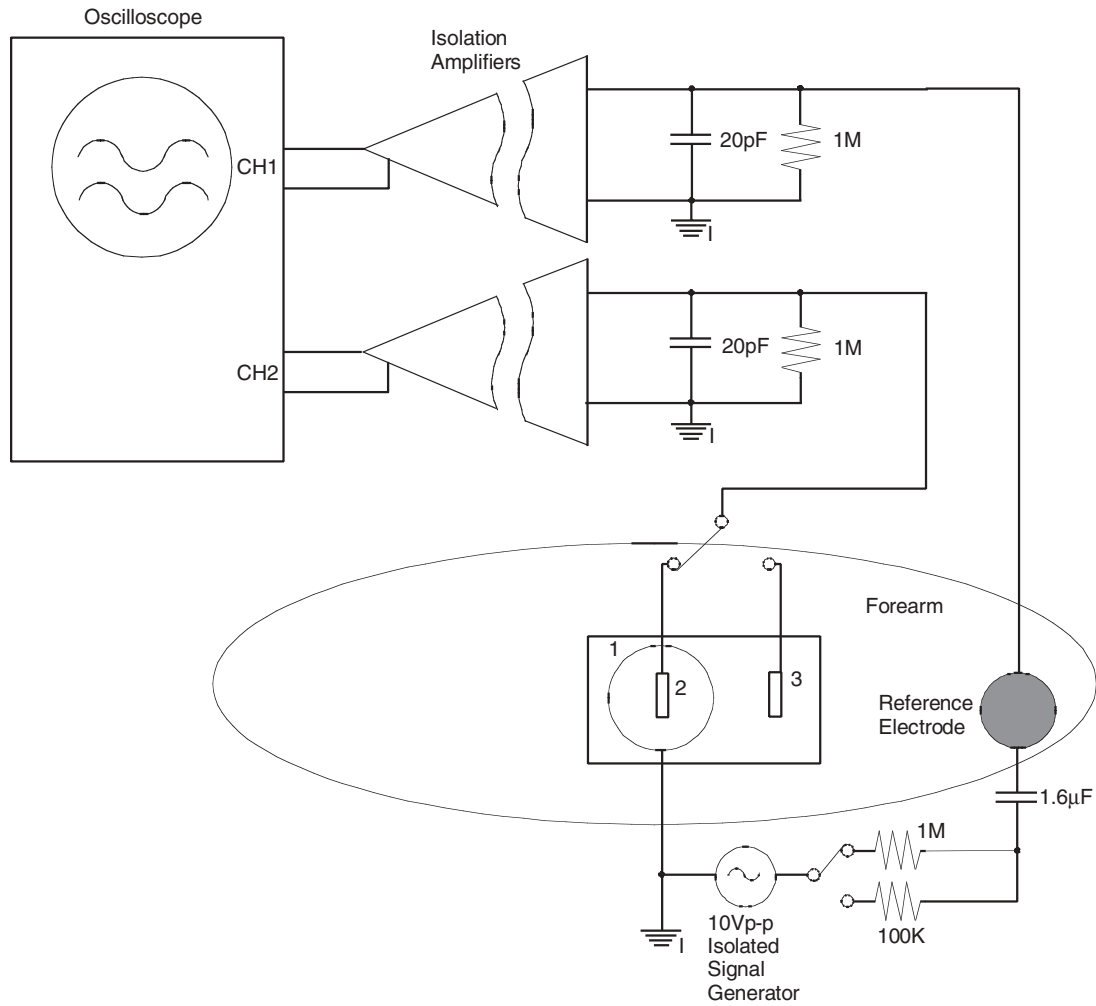 Oscilloscope
Isolation
Amplifiers
CH1
20pF
1M
I
CH2
20pF
1M
I
Forearm
1
2
3
Reference
Electrode
1.6µF
1M
100K
I
10Vp-p
Isolated
Signal
Generator